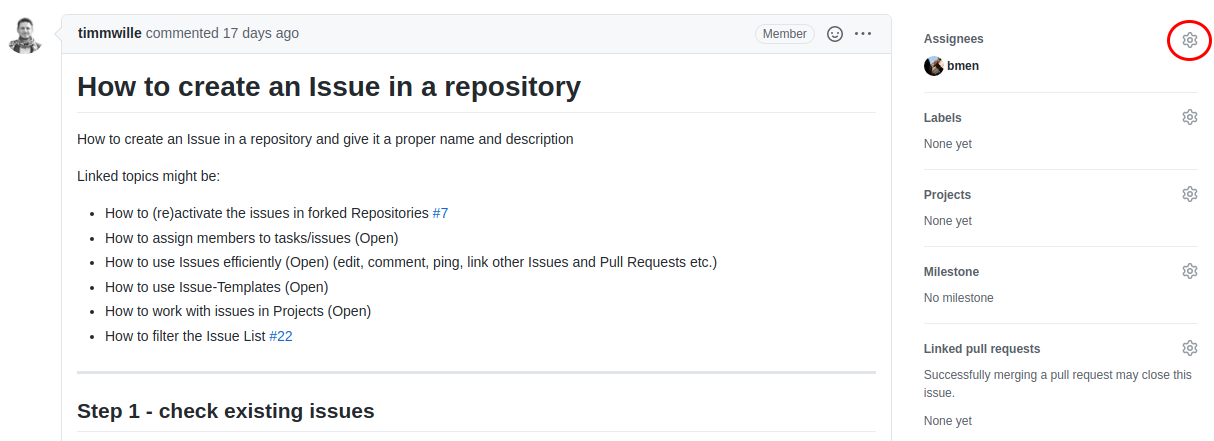 timmwille commented 17 days ago
Member
How to create an Issue in a repository
How to create an Issue in a repository and give it a proper name and description
Linked topics might be:
How to (re)activate the issues in forked Repositories #7
How to assign members to tasks/issues (Open)
How to use Issues efficiently (Open) (edit, comment, ping, link other Issues and Pull Requests etc.)
How to use Issue-Templates (Open)
How to work with issues in Projects (Open)
How to filter the Issue List #22
Step 1 - check existing issues
Assignees
bmen
Labels
None yet
Projects
None yet
Milestone
No milestone
Linked pull requests
Successfully merging a pull request may close this
issue.
None yet